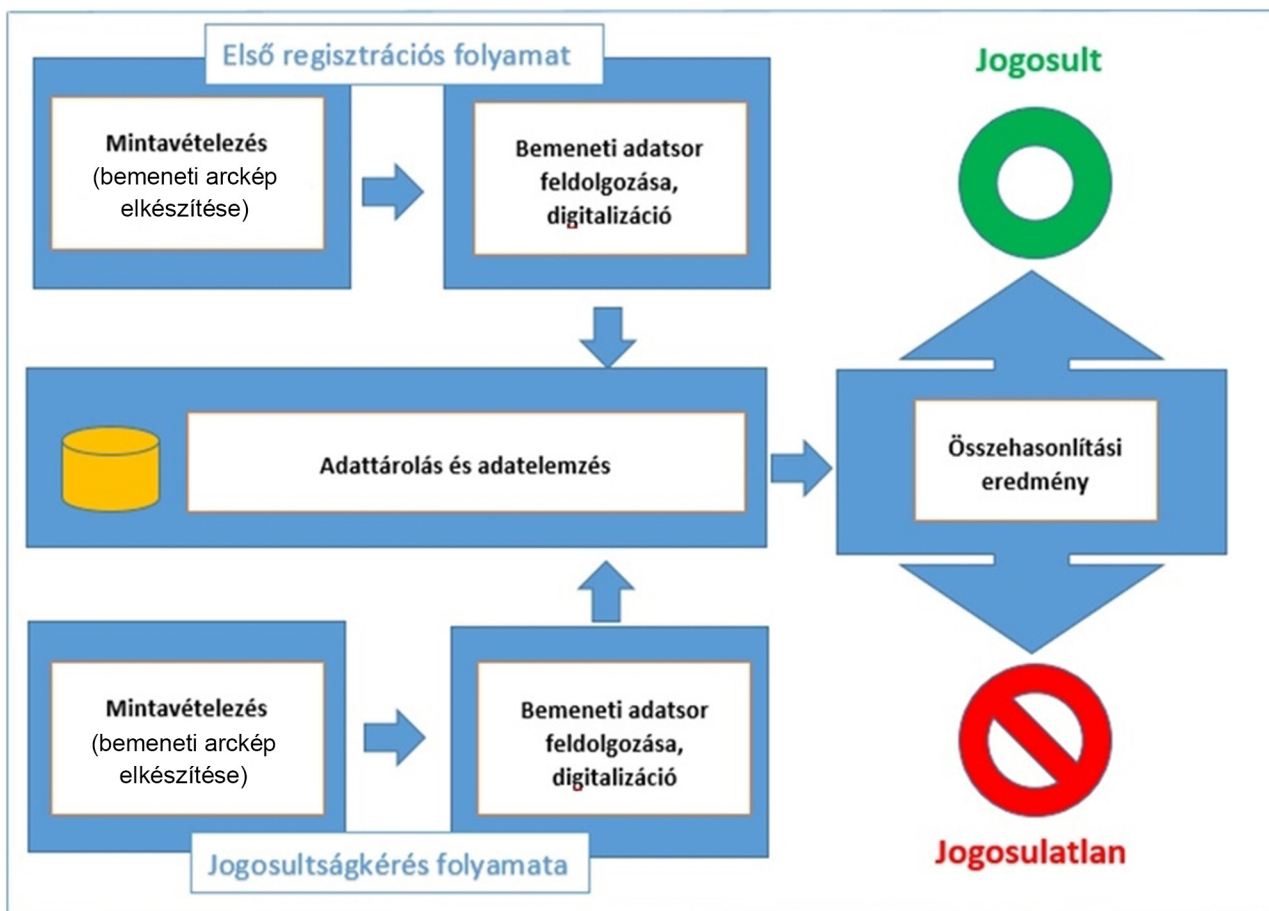 Első regisztrációs folyamat
Mintavételezés
(bemeneti arckép
elkészítése)
Bemeneti adatsor
feldolgozása,
digitalizáció
Jogosult
Adattárolás és adatelemzés
Összehasonlítási
eredmény
Mintavételezés
(bemeneti arckép
elkészítése)
Bemeneti adatsor
feldolgozása,
digitalizáció
Jogosultságkérés folyamata
Jogosulatlan